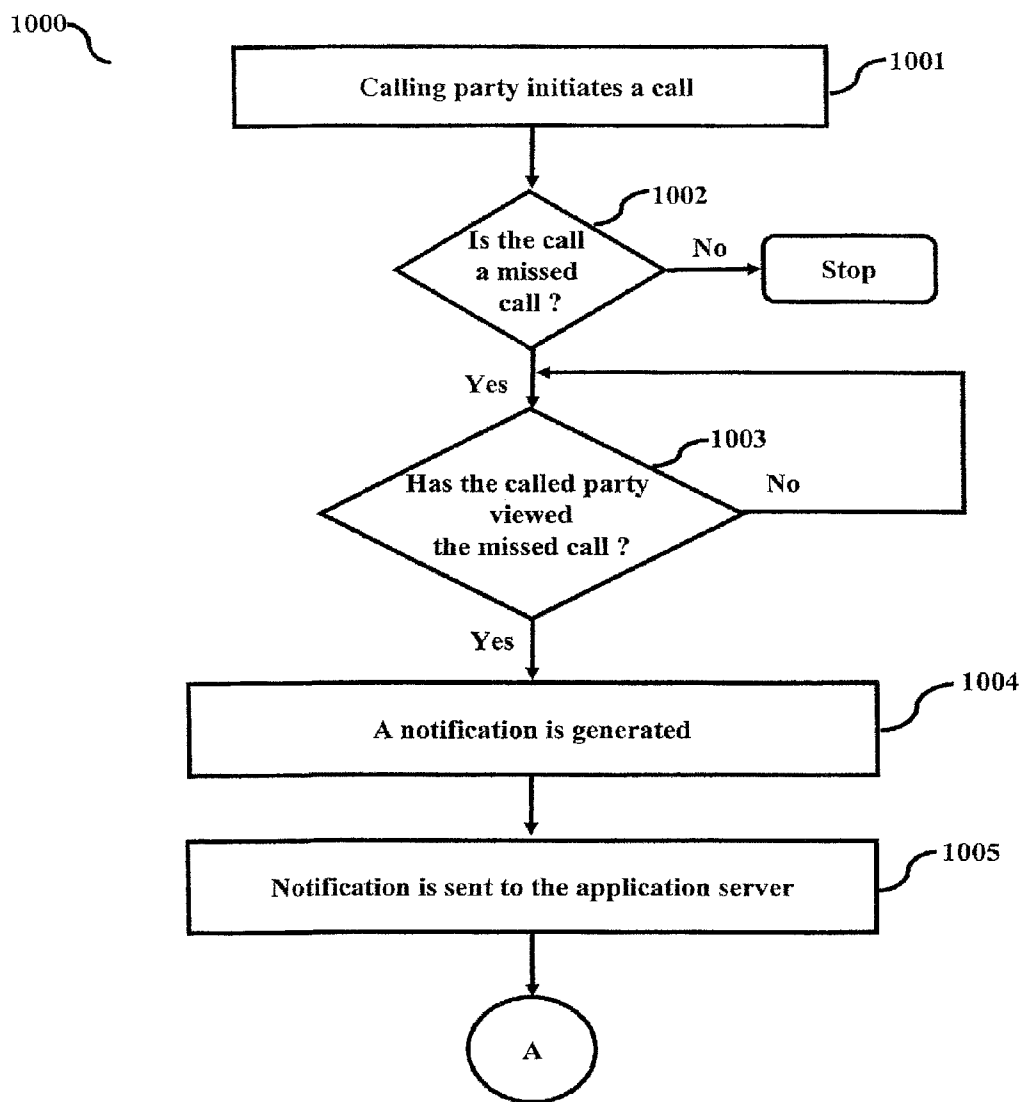 1000
1001
Calling party initiates a call
1002
Is the call
a missed
call ?
No
Stop
Yes
1003
Has the called party
viewed
the missed call ?
No
Yes
1004
A notification is generated
1005
Notification is sent to the application server
A